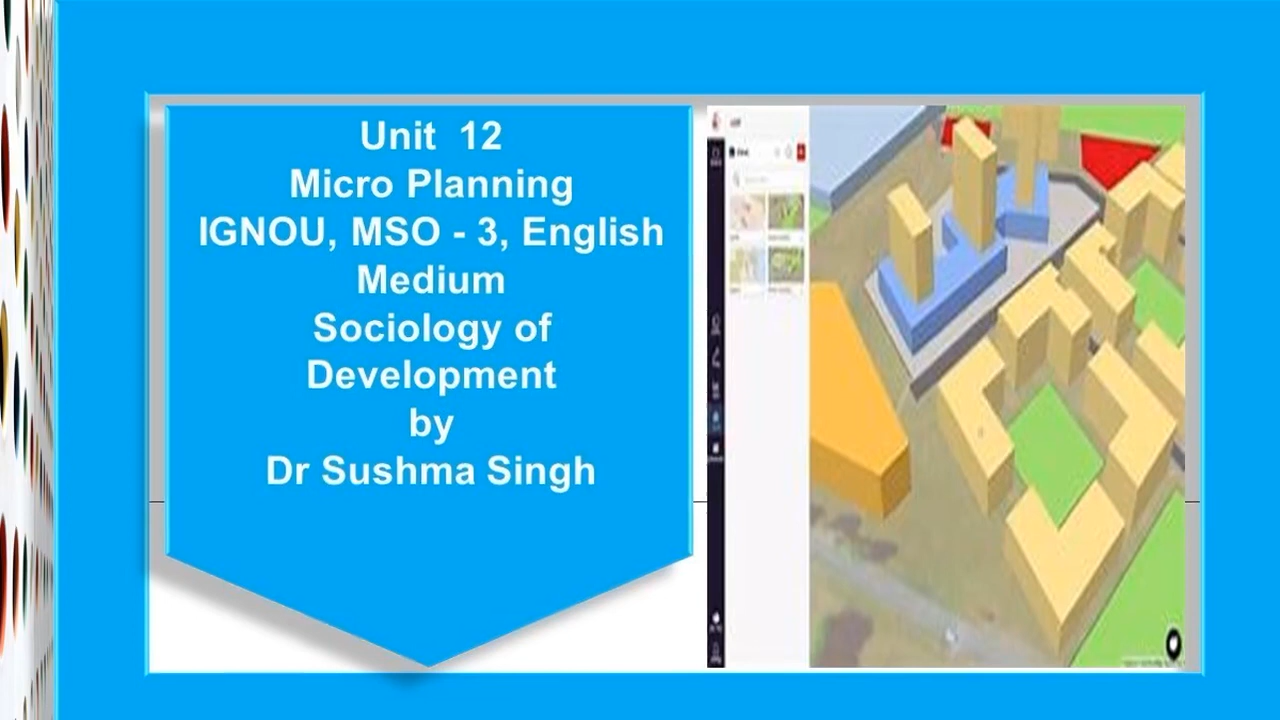 Unit 12
Micro Planning
IGNOU, MSO - 3, English
Medium
Sociology of
Development
by
Dr Sushma Singh